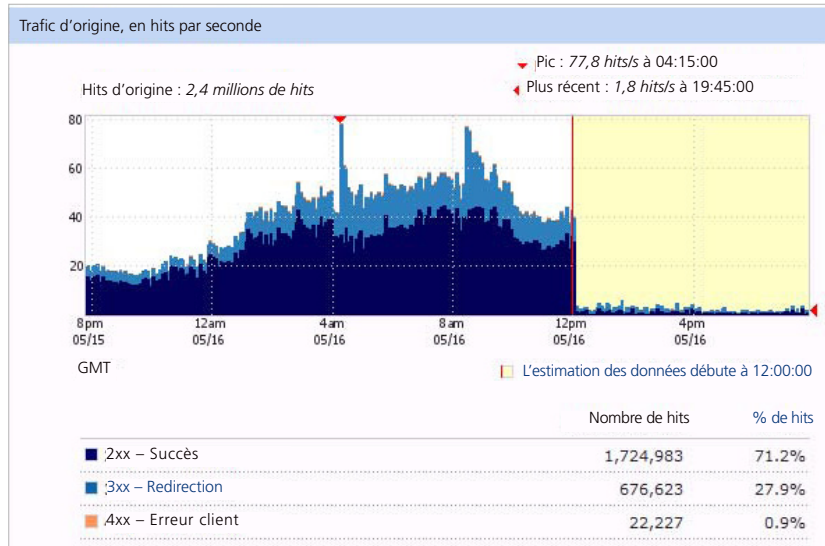 Trafic d’origine, en hits par seconde
Pic : 77,8 hits/s à 04:15:00
Hits d’origine : 2,4 millions de hits
Plus récent : 1,8 hits/s à 19:45:00
80
60
40
20
8pm 12am 4am 8am 12pm 4pm
05/15 05/16 05/16 05/16 05/16 05/16
GMT
L’estimation des données débute à 12:00:00
Nombre de hits % de hits
2xx – Succès 1,724,983 71.2%
3xx – Redirection 676,623 27.9%
4xx – Erreur client 22,227 0.9%